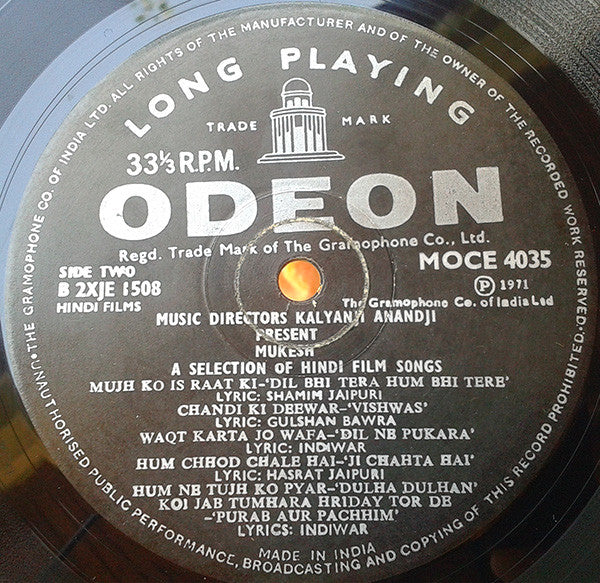 UNAUTHORISED PUBLIC PERFORMANCE, BROADCASTING AND COPYING OF THIS RECORD PROHIBITED. THE GRAMOPHONE CO. OF INDIA LTD. ALL RIGHTS OF THE MANUFACTURER AND OF THE OWNER OF THE RECORDED WORK RESERVED.
LONG PLAYING
TRADE MARK
33⅓ R.P.M.
ODEON
Regd. Trade Mark of The Gramophone Co., Ltd.
SIDE TWO
B 2XJE 1508
HINDI FILMS
MOCE 4035
Ⓟ 1971
The Gramophone Co. of India Ltd
MUSIC DIRECTORS KALYANJI ANANDJI
PRESENT
MUKESH
A SELECTION OF HINDI FILM SONGS
MUJH KO IS RAAT KI-'DIL BHI TERA HUM BHI TERE'
LYRIC: SHAMIM JAIPURI
CHANDI KI DEEWAR-'VISHWAS'
LYRIC: GULSHAN BAWRA
WAQT KARTA JO WAFA-'DIL NE PUKARA'
LYRIC: INDIWAR
HUM CHHOD CHALE HAI-'JI CHAHTA HAI'
LYRIC: HASRAT JAIPURI
HUM NE TUJH KO PYAR-'DULHA DULHAN'
KOI JAB TUMHARA HRIDAY TOR DE
-'PURAB AUR PACHHIM'
LYRICS: INDIWAR
MADE IN INDIA